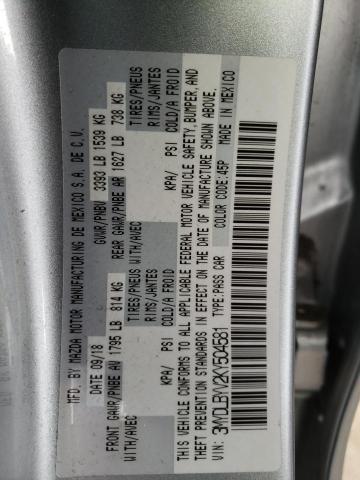 MFD. BY MAZDA MOTOR MANUFACTURING DE MEXICO S.A. DE C.V.
DATE 09/18 GVWR/PNBV 3393 LB 1539 KG
FRONT GAWR/PNBE AV 1795 LB 814 KG REAR GAWR/PNBE AR 1627 LB 738 KG
WITH/AVEC TIRES/PNEUS WITH/AVEC TIRES/PNEUS
RIMS/JANTES RIMS/JANTES
KPA/ PSI COLD/A FROID KPA/ PSI COLD/A FROID
THIS VEHICLE CONFORMS TO ALL APPLICABLE FEDERAL MOTOR VEHICLE SAFETY, BUMPER, AND
THEFT PREVENTION STANDARDS IN EFFECT ON THE DATE OF MANUFACTURE SHOWN ABOVE.
VIN: 3MYDLBYV2KY504581 TYPE:PASS CAR COLOR CODE:45P MADE IN MEXICO